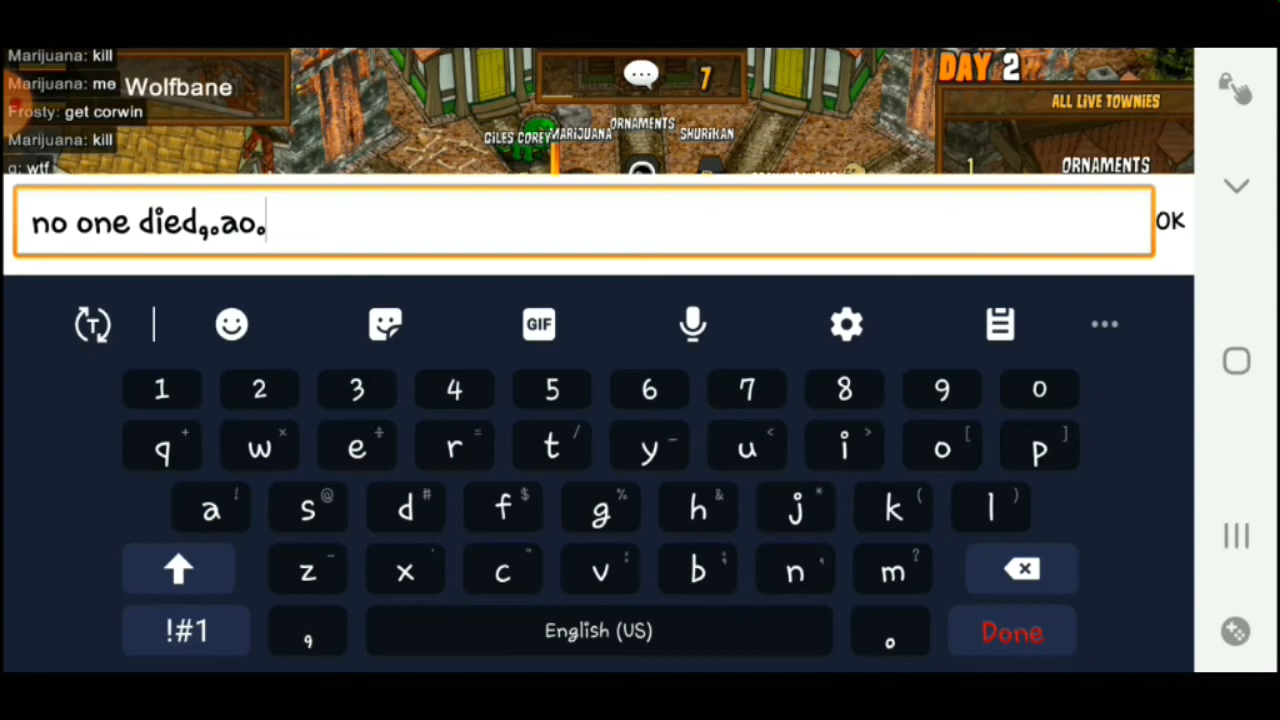 Marijuana: kill
Marijuana: me
Wolfbane
Frosty: get corwin
Marijuana: kill
g: wtf
7
DAY 2
ALL LIVE TOWNIES
GILES COREY
MARIJUANA
ORNAMENTS
SHURIKAN
1
ORNAMENTS
no one died,.ao.
OK
GIF
1 2 3 4 5 6 7 8 9 0
q + w × e ÷ r = t / y _ u < i > o [ p ]
a ! s @ d # f $ g % h & j * k ( l )
z - x ' c " v : b ; n , m ?
!#1 , English (US) . Done